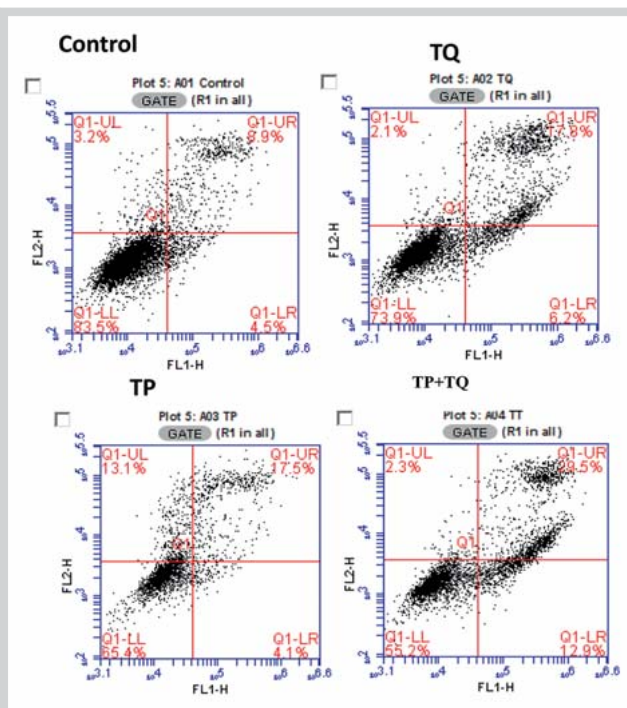 Control
Plot 5: A01 Control
GATE (R1 in all)
Q1-UL
3.2%
Q1-UR
8.9%
Q1
Q1-LL
83.5%
Q1-LR
4.5%
FL2-H
FL1-H
TQ
Plot 5: A02 TQ
GATE (R1 in all)
Q1-UL
2.1%
Q1-UR
17.8%
Q1
Q1-LL
73.9%
Q1-LR
6.2%
FL2-H
FL1-H
TP
Plot 5: A03 TP
GATE (R1 in all)
Q1-UL
13.1%
Q1-UR
17.5%
Q1
Q1-LL
65.4%
Q1-LR
4.1%
FL2-H
FL1-H
TP+TQ
Plot 5: A04 TT
GATE (R1 in all)
Q1-UL
2.3%
Q1-UR
Q1
Q1-LL
55.2%
Q1-LR
12.9%
FL2-H
FL1-H